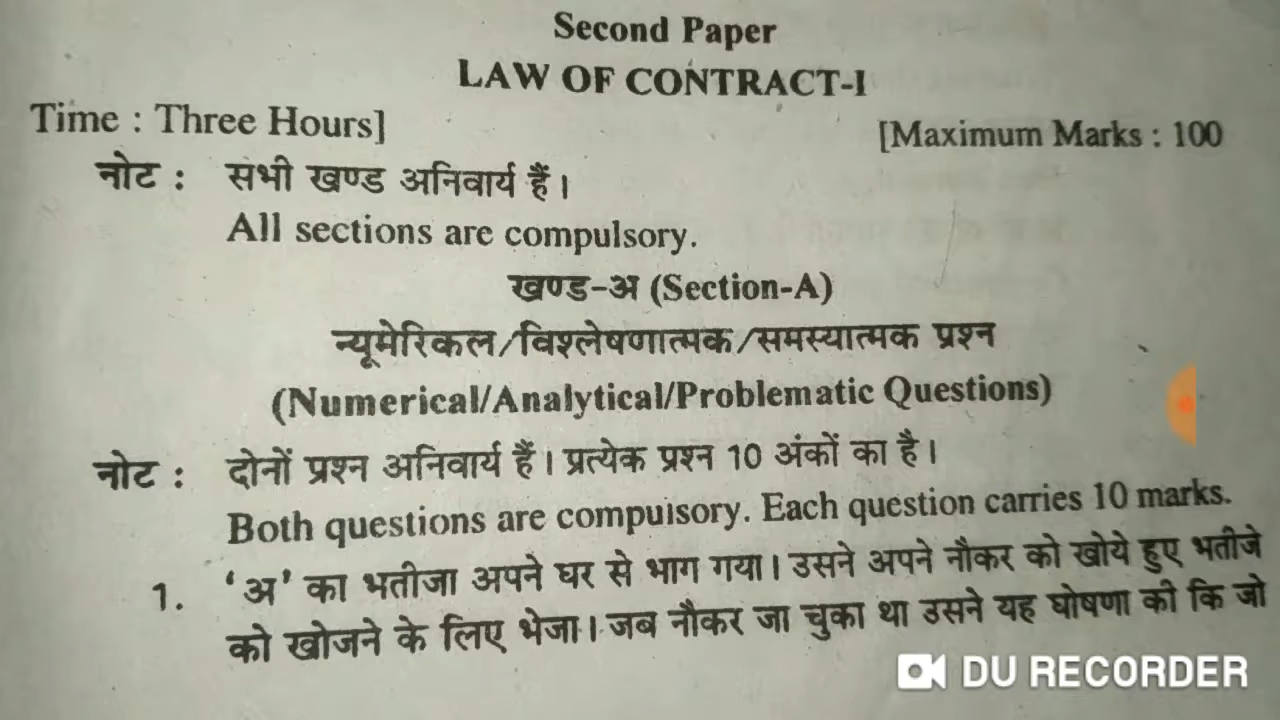 Second Paper
LAW OF CONTRACT-I
Time : Three Hours]
[Maximum Marks : 100
नोट : सभी खण्ड अनिवार्य हैं।
All sections are compulsory.
खण्ड-अ (Section-A)
न्यूमेरिकल/विश्लेषणात्मक/समस्यात्मक प्रश्न
(Numerical/Analytical/Problematic Questions)
नोट : दोनों प्रश्न अनिवार्य हैं। प्रत्येक प्रश्न 10 अंकों का है।
Both questions are compuisory. Each question carries 10 marks.
1. ‘अ’ का भतीजा अपने घर से भाग गया। उसने अपने नौकर को खोये हुए भतीजे
को खोजने के लिए भेजा। जब नौकर जा चुका था उसने यह घोषणा की कि जो
DU RECORDER